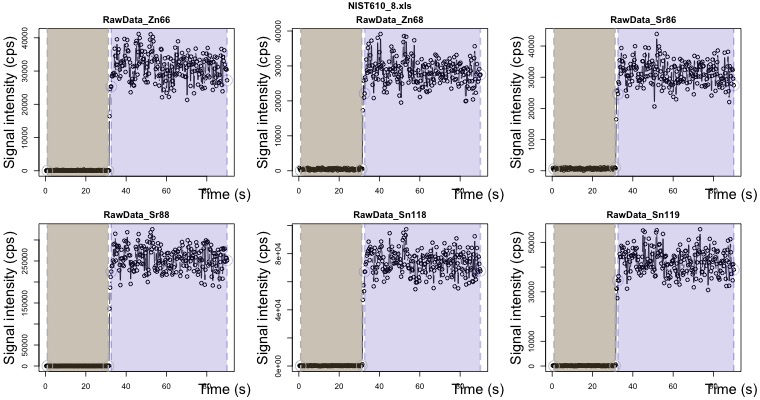 NIST610_8.xls
RawData_Zn66
RawData_Zn68
RawData_Sr86
Signal intensity (cps)
0 10000 20000 30000 40000
0 20 40 60 80
Time (s)
Signal intensity (cps)
0 10000 20000 30000 40000
0 20 40 60 80
Time (s)
Signal intensity (cps)
0 10000 20000 30000 40000
0 20 40 60 80
Time (s)
RawData_Sr88
RawData_Sn118
RawData_Sn119
Signal intensity (cps)
0 50000 150000 250000
0 20 40 60 80
Time (s)
Signal intensity (cps)
0e+00 4e+04 8e+04
0 20 40 60 80
Time (s)
Signal intensity (cps)
0 10000 30000 50000
0 20 40 60 80
Time (s)